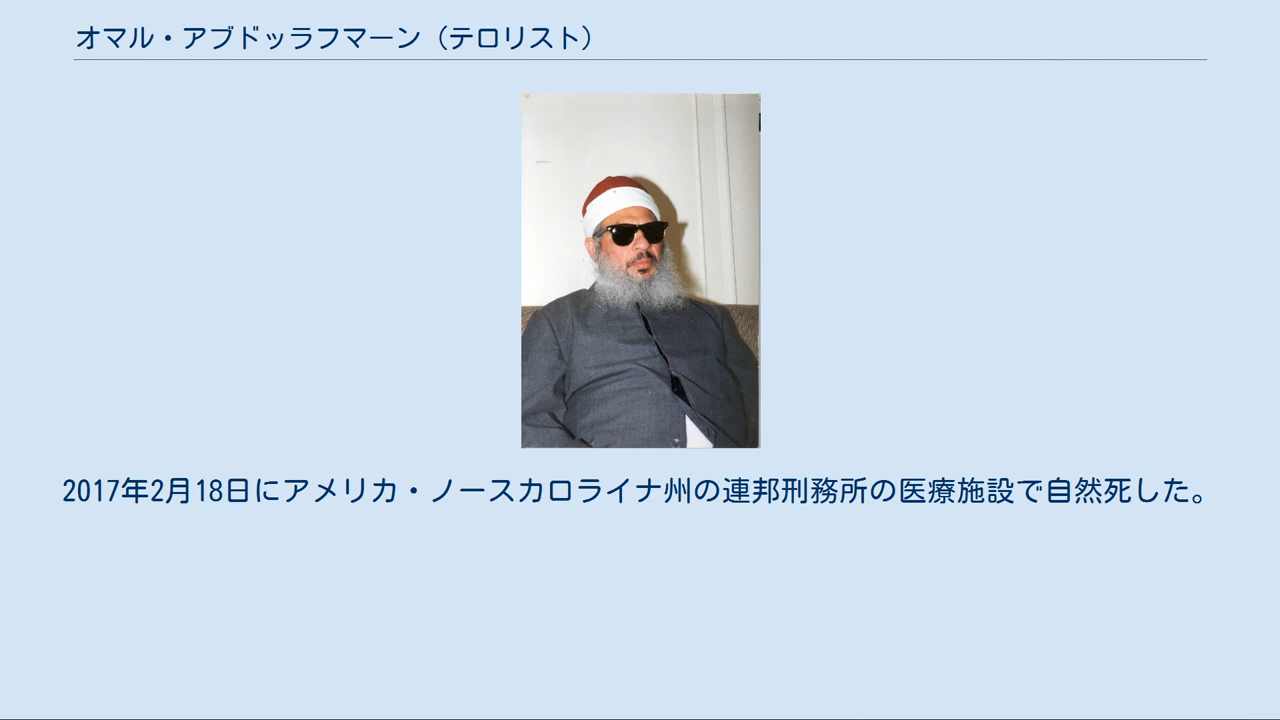 オマル・アブドッラフマーン（テロリスト）
2017年2月18日にアメリカ・ノースカロライナ州の連邦刑務所の医療施設で自然死した。